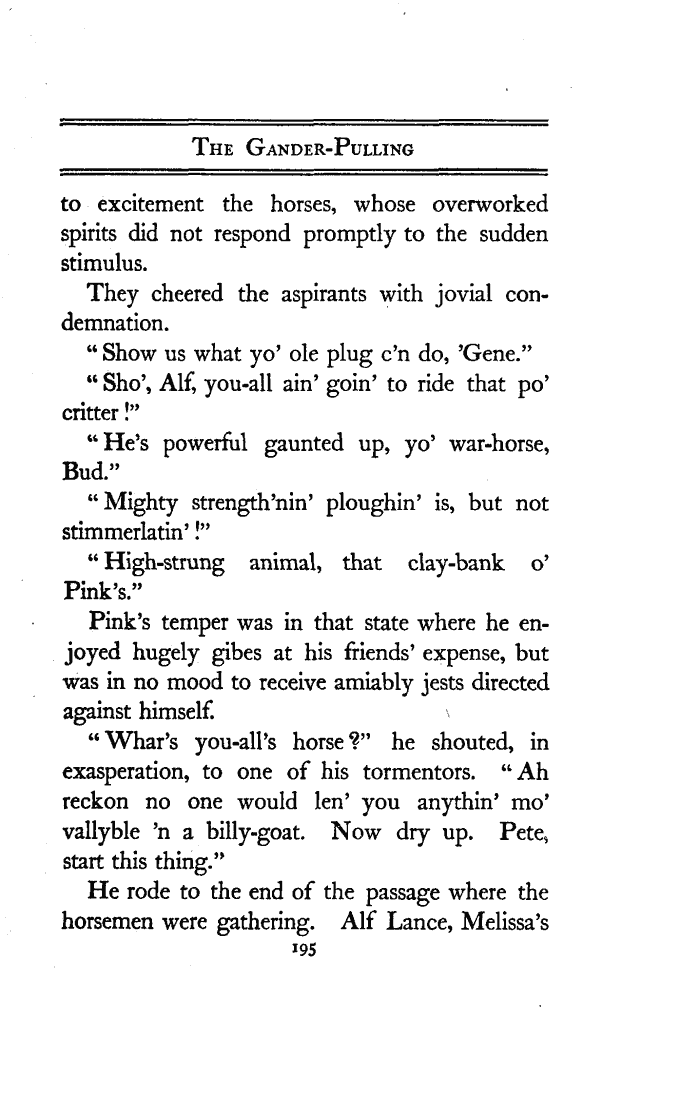 The Gander-Pulling
to excitement the horses, whose overworked
spirits did not respond promptly to the sudden
stimulus.
They cheered the aspirants with jovial con-
demnation.
“Show us what yo’ ole plug c’n do, ’Gene.”
“Sho’, Alf, you-all ain’ goin’ to ride that po’
critter!”
“He’s powerful gaunted up, yo’ war-horse,
Bud.”
“Mighty strength’nin’ ploughin’ is, but not
stimmerlatin’!”
“High-strung animal, that clay-bank o’
Pink’s.”
Pink’s temper was in that state where he en-
joyed hugely gibes at his friends’ expense, but
was in no mood to receive amiably jests directed
against himself.
“Whar’s you-all’s horse?” he shouted, in
exasperation, to one of his tormentors. “Ah
reckon no one would len’ you anythin’ mo’
vallyble ’n a billy-goat. Now dry up. Pete,
start this thing.”
He rode to the end of the passage where the
horsemen were gathering. Alf Lance, Melissa’s
195